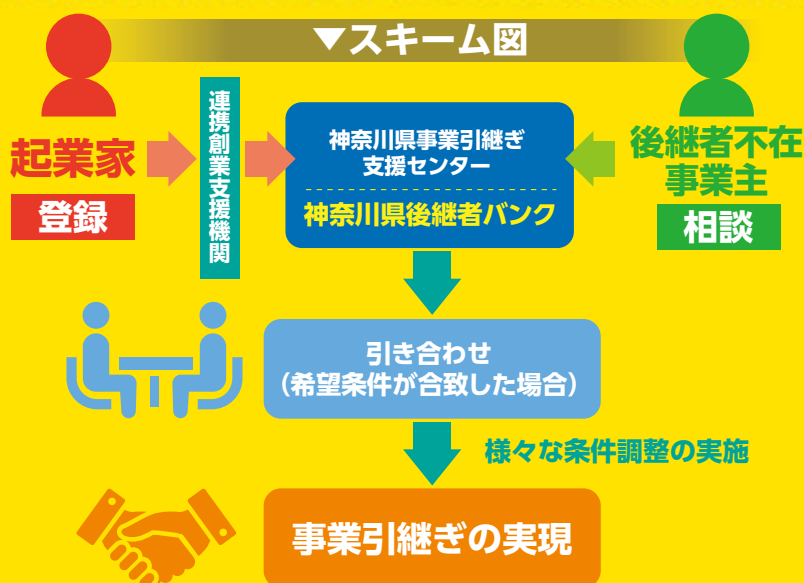 ▼スキーム図
起業家
登録
連携創業支援機関
神奈川県事業引継ぎ
支援センター
神奈川県後継者バンク
後継者不在
事業主
相談
引き合わせ
（希望条件が合致した場合）
様々な条件調整の実施
事業引継ぎの実現